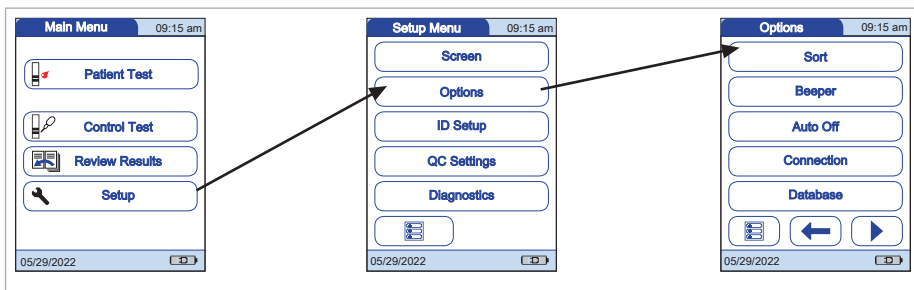 Main Menu 09:15 am
Patient Test
Control Test
Review Results
Setup
05/29/2022
Setup Menu 09:15 am
Screen
Options
ID Setup
QC Settings
Diagnostics
05/29/2022
Options 09:15 am
Sort
Beeper
Auto Off
Connection
Database
05/29/2022